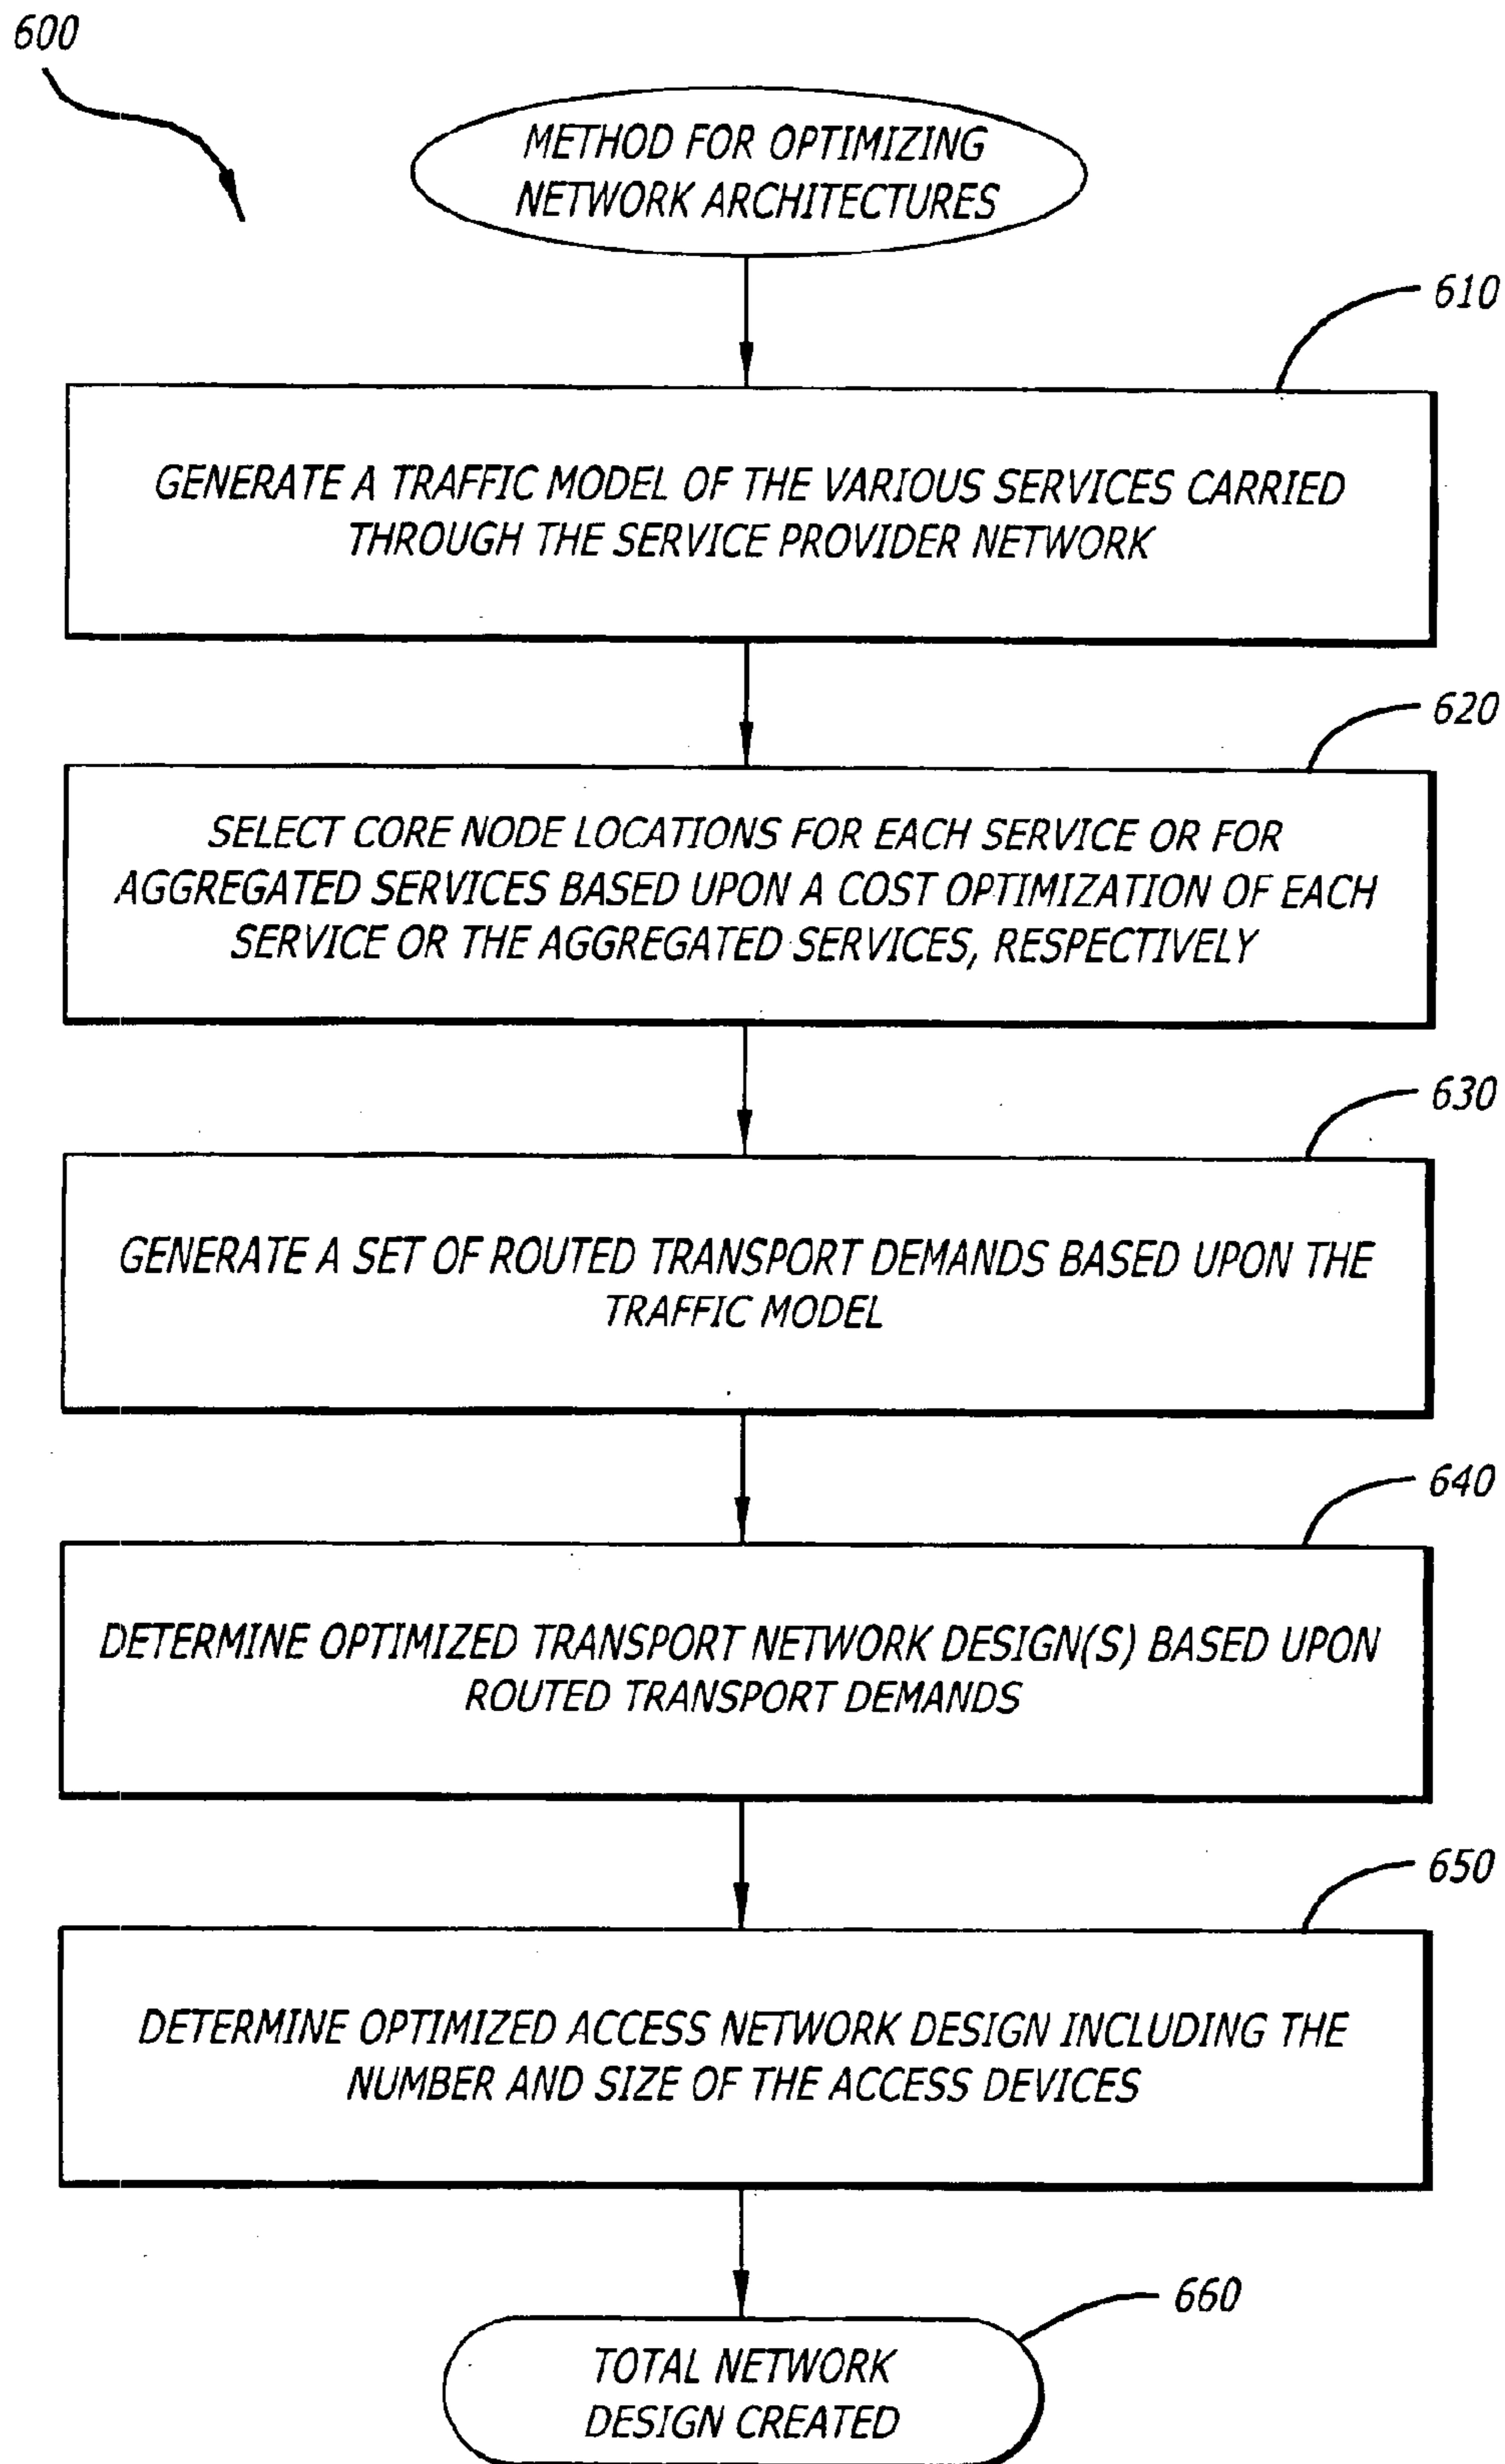 600
METHOD FOR OPTIMIZING
NETWORK ARCHITECTURES
610
GENERATE A TRAFFIC MODEL OF THE VARIOUS SERVICES CARRIED
THROUGH THE SERVICE PROVIDER NETWORK
620
SELECT CORE NODE LOCATIONS FOR EACH SERVICE OR FOR
AGGREGATED SERVICES BASED UPON A COST OPTIMIZATION OF EACH
SERVICE OR THE AGGREGATED SERVICES, RESPECTIVELY
630
GENERATE A SET OF ROUTED TRANSPORT DEMANDS BASED UPON THE
TRAFFIC MODEL
640
DETERMINE OPTIMIZED TRANSPORT NETWORK DESIGN(S) BASED UPON
ROUTED TRANSPORT DEMANDS
650
DETERMINE OPTIMIZED ACCESS NETWORK DESIGN INCLUDING THE
NUMBER AND SIZE OF THE ACCESS DEVICES
660
TOTAL NETWORK
DESIGN CREATED